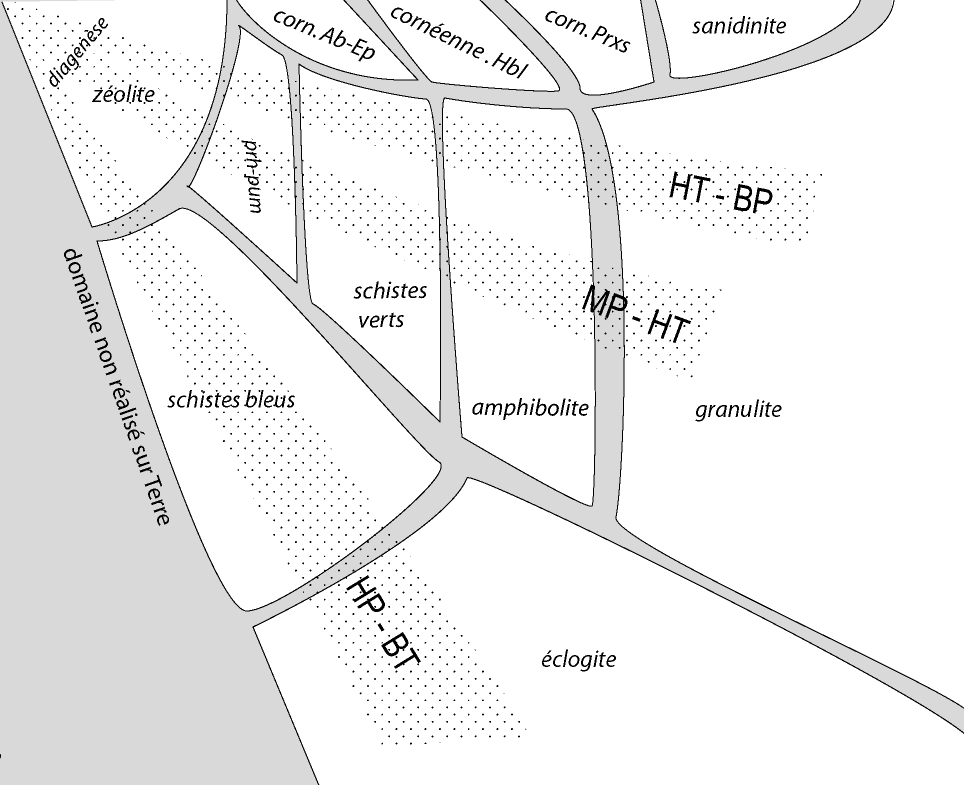 corn. Ab-Ep
cornéenne . Hbl
corn. Prxs
sanidinite
diagenèse
zéolite
prh-pum
HT - BP
domaine non réalisé sur Terre
schistes
verts
MP - HT
schistes bleus
amphibolite
granulite
HP - BT
éclogite